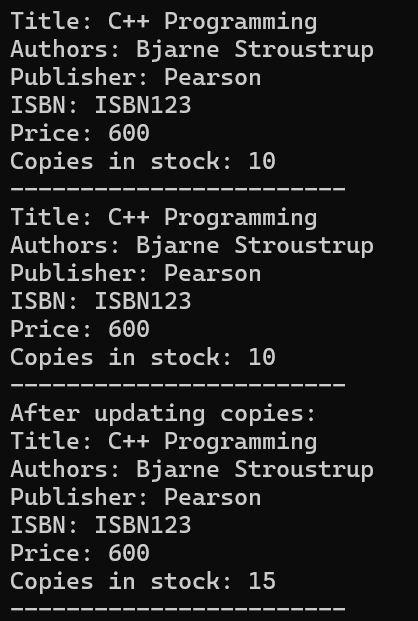 Title: C++ Programming
Authors: Bjarne Stroustrup
Publisher: Pearson
ISBN: ISBN123
Price: 600
Copies in stock: 10
------------------------
Title: C++ Programming
Authors: Bjarne Stroustrup
Publisher: Pearson
ISBN: ISBN123
Price: 600
Copies in stock: 10
------------------------
After updating copies:
Title: C++ Programming
Authors: Bjarne Stroustrup
Publisher: Pearson
ISBN: ISBN123
Price: 600
Copies in stock: 15
------------------------